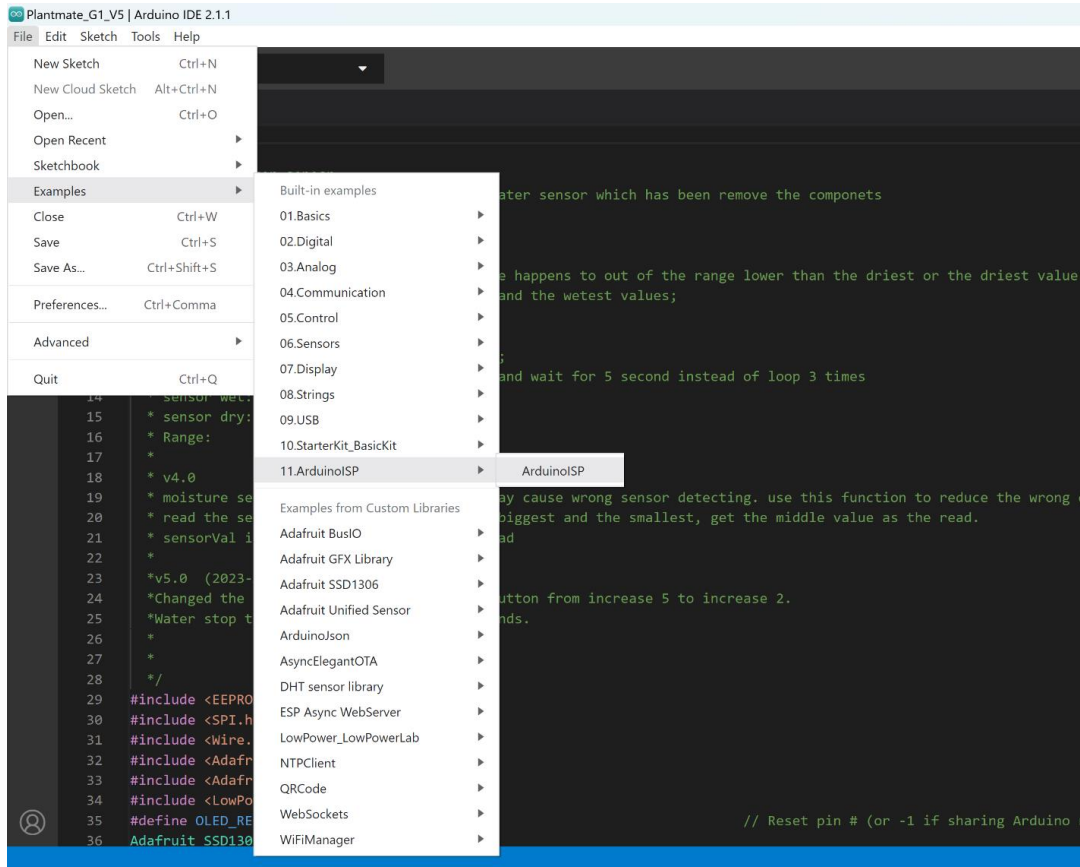 Plantmate_G1_V5 | Arduino IDE 2.1.1
File Edit Sketch Tools Help
New Sketch Ctrl+N
New Cloud Sketch Alt+Ctrl+N
Open... Ctrl+O
Open Recent
Sketchbook
Examples
Close Ctrl+W
Save Ctrl+S
Save As... Ctrl+Shift+S
Preferences... Ctrl+Comma
Advanced
Quit Ctrl+Q
Built-in examples
01.Basics
02.Digital
03.Analog
04.Communication
05.Control
06.Sensors
07.Display
08.Strings
09.USB
10.StarterKit_BasicKit
11.ArduinoISP
ArduinoISP
Examples from Custom Libraries
Adafruit BusIO
Adafruit GFX Library
Adafruit SSD1306
Adafruit Unified Sensor
ArduinoJson
AsyncElegantOTA
DHT sensor library
ESP Async WebServer
LowPower_LowPowerLab
NTPClient
QRCode
WebSockets
WiFiManager
ater sensor which has been remove the componets
e happens to out of the range lower than the driest or the driest value
and the wetest values;
;
and wait for 5 second instead of loop 3 times
14 * sensor wet:
15 * sensor dry:
16 * Range:
17 *
18 * v4.0
19 * moisture se ay cause wrong sensor detecting. use this function to reduce the wrong
20 * read the se biggest and the smallest, get the middle value as the read.
21 * sensorVal i ad
22 *
23 *v5.0 (2023-
24 *Changed the utton from increase 5 to increase 2.
25 *Water stop t nds.
26 *
27 *
28 */
29 #include <EEPRO
30 #include <SPI.h
31 #include <Wire.
32 #include <Adafr
33 #include <Adafr
34 #include <LowPo
35 #define OLED_RE // Reset pin # (or -1 if sharing Arduino
36 Adafruit_SSD130